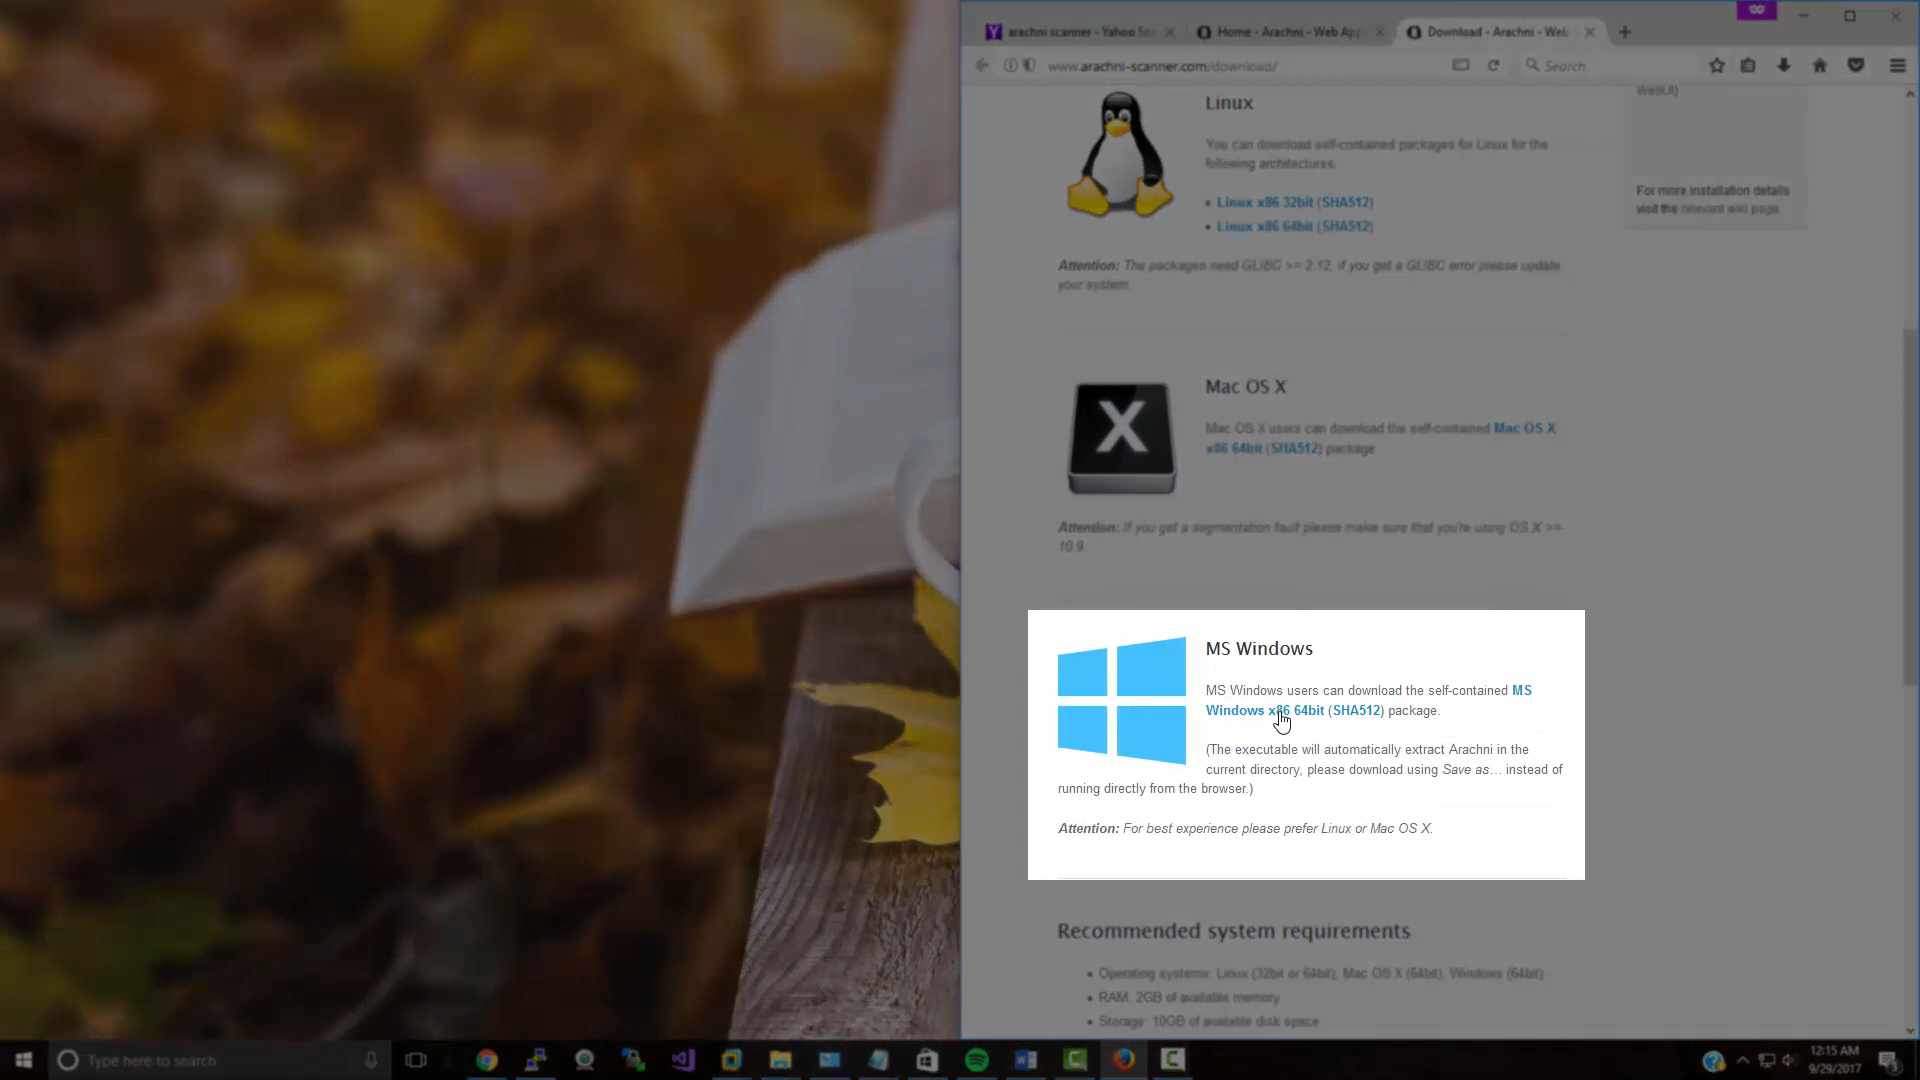 arachni scanner - Yahoo Sea
Home - Arachni - Web App
Download - Arachni - Web
www.arachni-scanner.com/download/
Search
WebUI)
Linux
You can download self-contained packages for Linux for the
following architectures.
• Linux x86 32bit (SHA512)
• Linux x86 64bit (SHA512)
For more installation details
visit the relevant wiki page
Attention: The packages need GLIBC >= 2.12, if you get a GLIBC error please update
your system.
Mac OS X
X
Mac OS X users can download the self-contained Mac OS X
x86 64bit (SHA512) package
Attention: If you get a segmentation fault please make sure that you're using OS X >=
10.9.
MS Windows
MS Windows users can download the self-contained MS
Windows x86 64bit (SHA512) package.
(The executable will automatically extract Arachni in the
current directory, please download using Save as... instead of
running directly from the browser.)
Attention: For best experience please prefer Linux or Mac OS X.
Recommended system requirements
• Operating systems: Linux (32bit or 64bit), Mac OS X (64bit), Windows (64bit)
• RAM: 2GB of available memory
• Storage: 10GB of available disk space
Type here to search
12:15 AM
9/29/2017
3